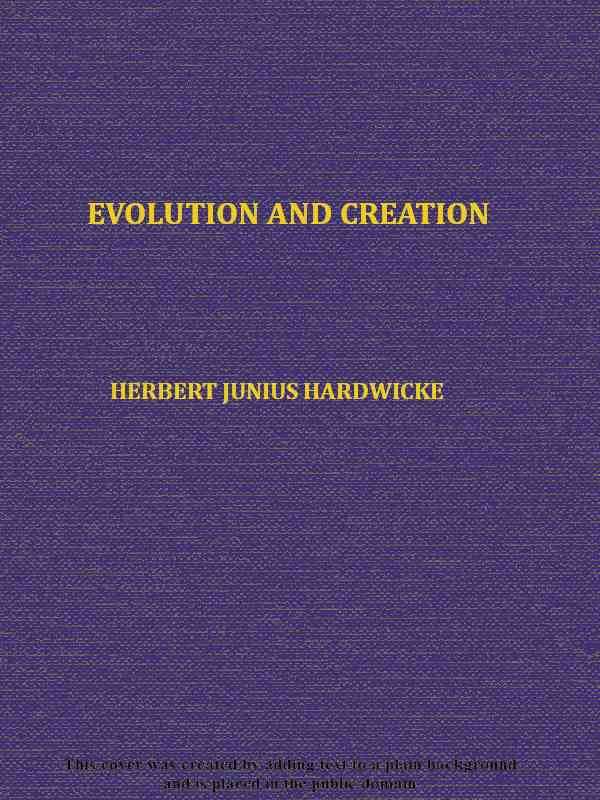 EVOLUTION AND CREATION
HERBERT JUNIUS HARDWICKE
This cover was created by adding text to a plain background
and is placed in the public domain